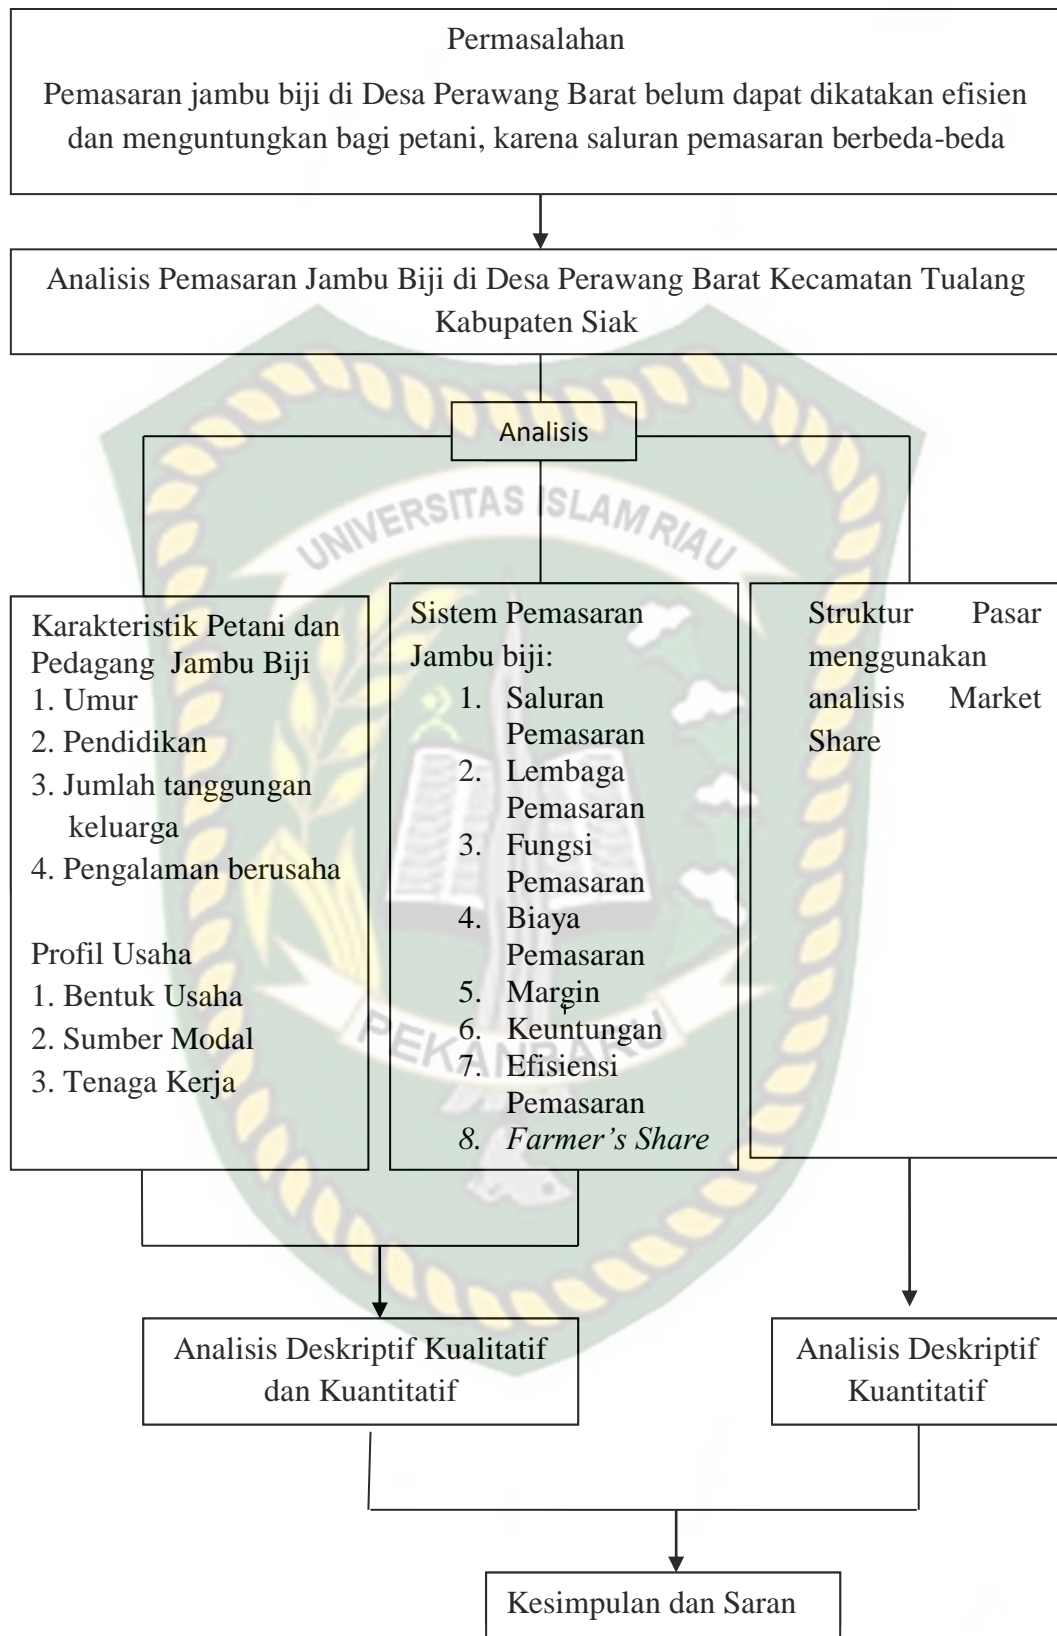 Permasalahan
Pemasaran jambu biji di Desa Perawang Barat belum dapat dikatakan efisien
dan menguntungkan bagi petani, karena saluran pemasaran berbeda-beda
Analisis Pemasaran Jambu Biji di Desa Perawang Barat Kecamatan Tualang
Kabupaten Siak
Analisis
UNIVERSITAS ISLAM RIAU
Karakteristik Petani dan
Pedagang Jambu Biji
1. Umur
2. Pendidikan
3. Jumlah tanggungan
keluarga
4. Pengalaman berusaha
Profil Usaha
1. Bentuk Usaha
2. Sumber Modal
3. Tenaga Kerja
Sistem Pemasaran
Jambu biji:
1. Saluran
Pemasaran
2. Lembaga
Pemasaran
3. Fungsi
Pemasaran
4. Biaya
Pemasaran
5. Margin
6. Keuntungan
7. Efisiensi
Pemasaran
8. Farmer’s Share
Struktur Pasar
menggunakan
analisis Market
Share
PEKANBARU
Analisis Deskriptif Kualitatif
dan Kuantitatif
Analisis Deskriptif
Kuantitatif
Kesimpulan dan Saran